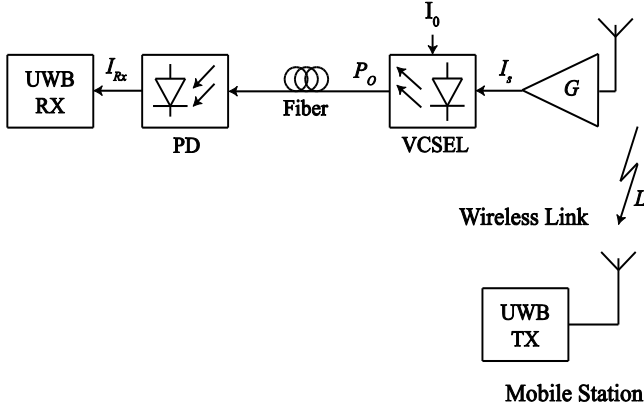 I0
UWB
RX
IRx
PD
Fiber
PO
VCSEL
Is
G
L
Wireless Link
UWB
TX
Mobile Station